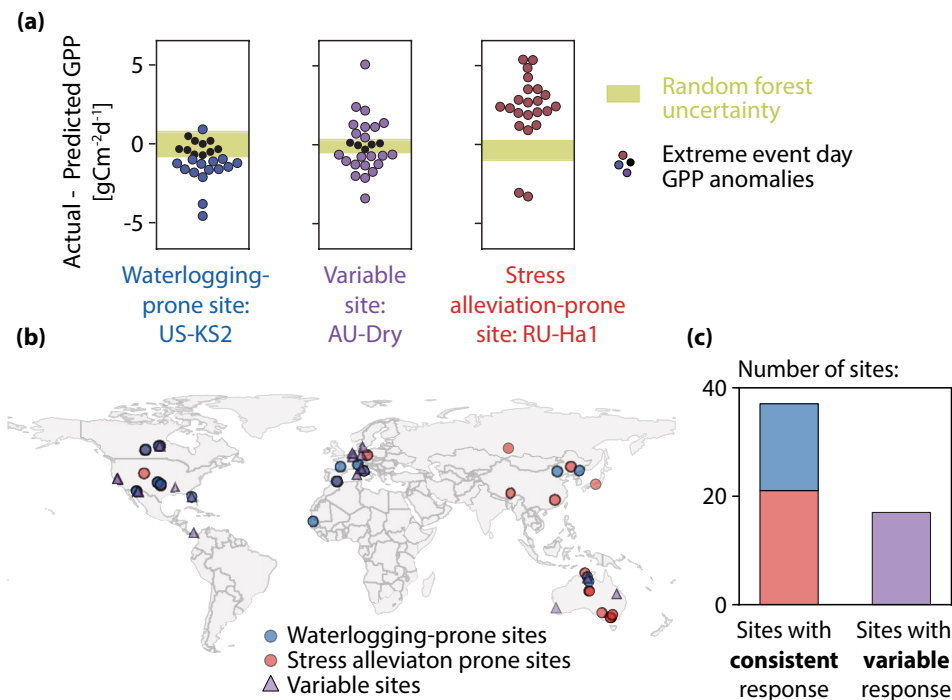 (a)
Actual - Predicted GPP
[gCm⁻²d⁻¹]
5
0
-5
Waterlogging-
prone site:
US-KS2
Variable
site:
AU-Dry
Stress
alleviation-prone
site: RU-Ha1
Random forest
uncertainty
Extreme event day
GPP anomalies
(b)
Waterlogging-prone sites
Stress alleviaton prone sites
Variable sites
(c)
Number of sites:
40
20
0
Sites with
consistent
response
Sites with
variable
response